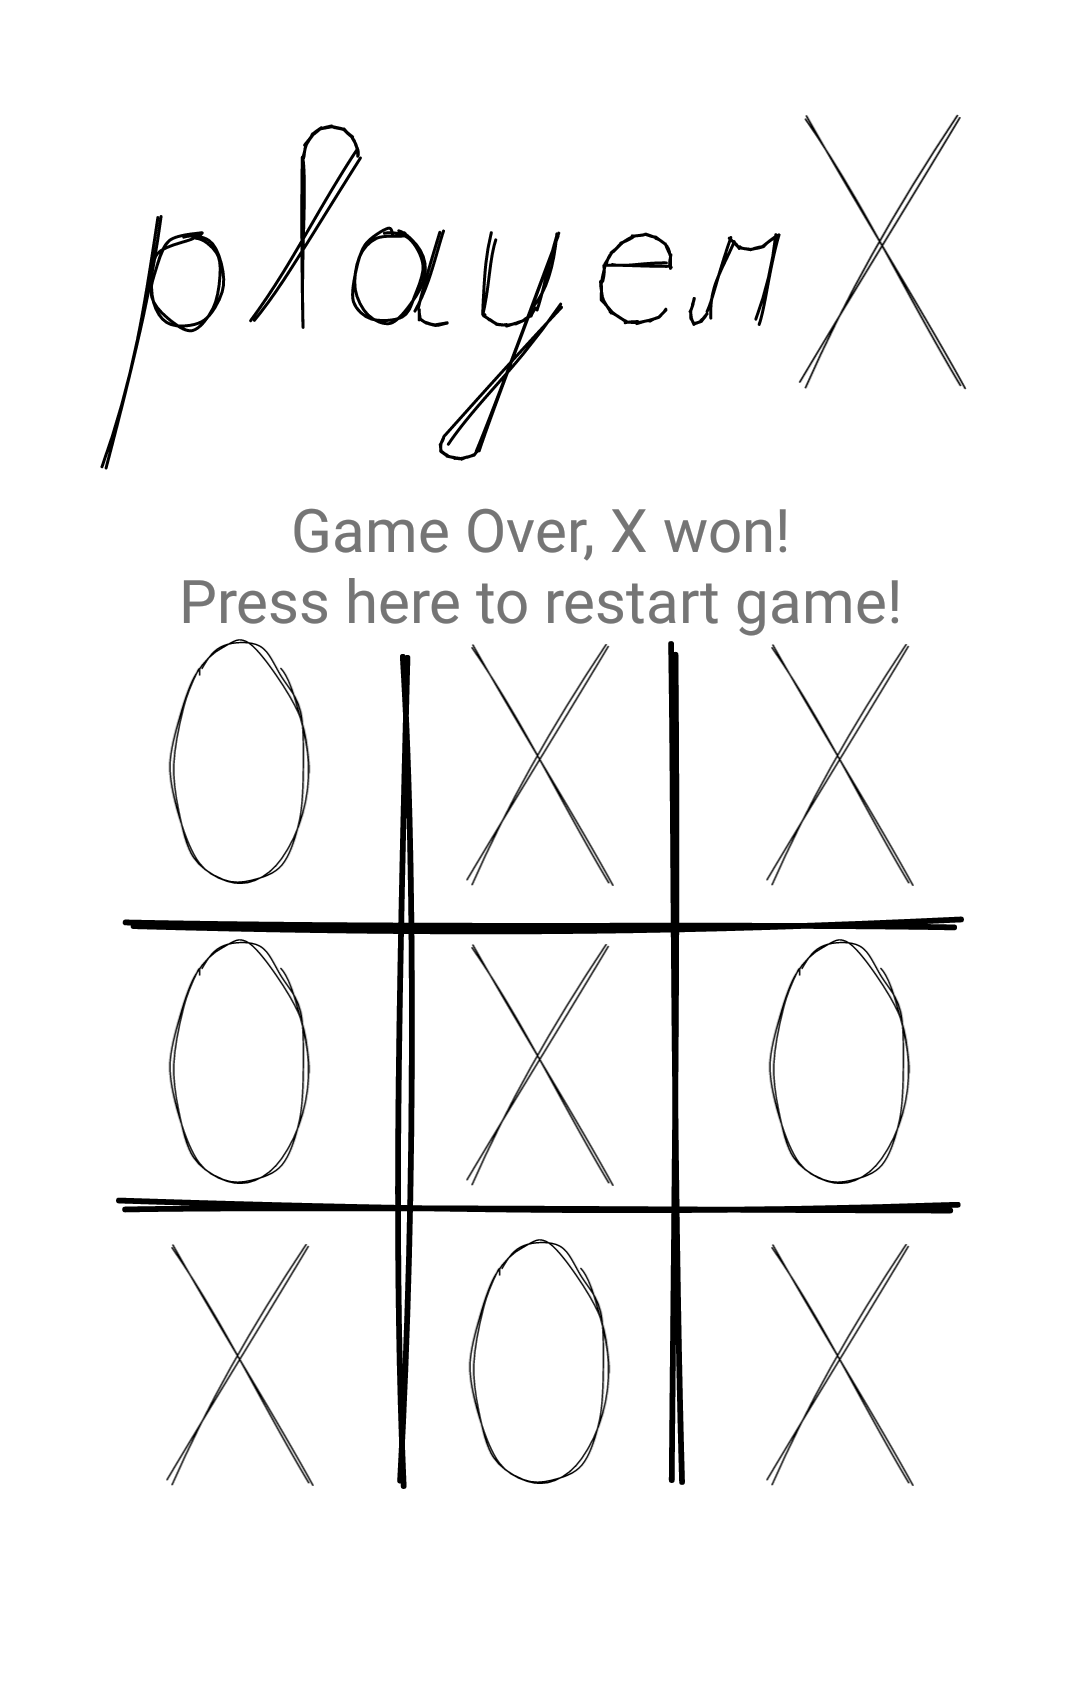 player X
Game Over, X won!
Press here to restart game!
O X X
O X O
X O X